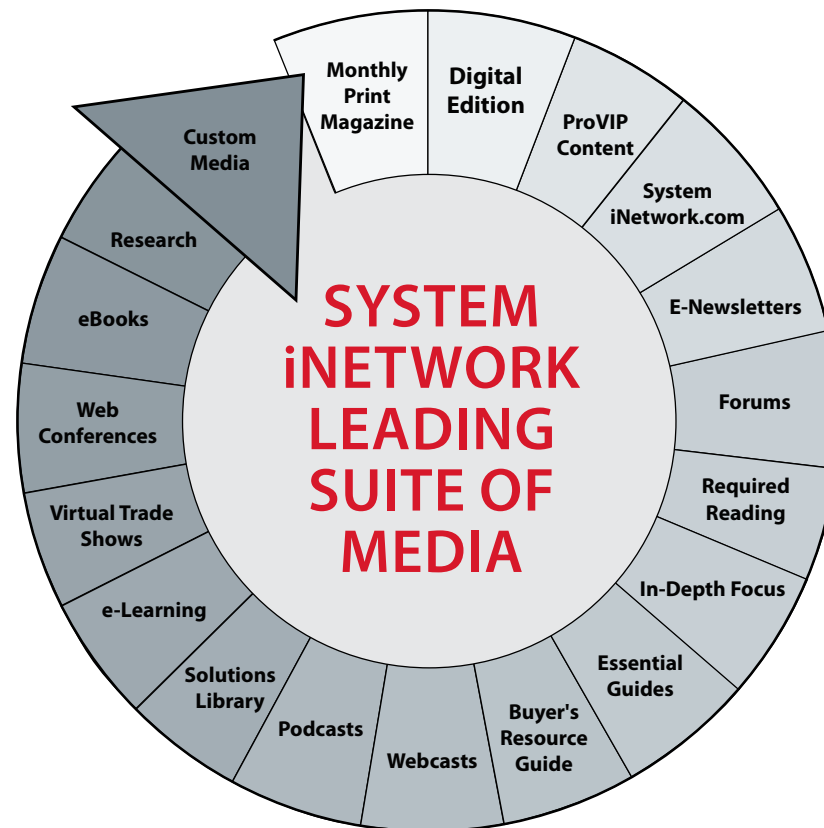 Monthly
Print
Magazine
Digital
Edition
ProVIP
Content
System
iNetwork.com
E-Newsletters
Forums
Required
Reading
In-Depth Focus
Essential
Guides
Buyer's
Resource
Guide
Webcasts
Podcasts
Solutions
Library
e-Learning
Virtual Trade
Shows
Web
Conferences
eBooks
Research
Custom
Media
SYSTEM
iNETWORK
LEADING
SUITE OF
MEDIA